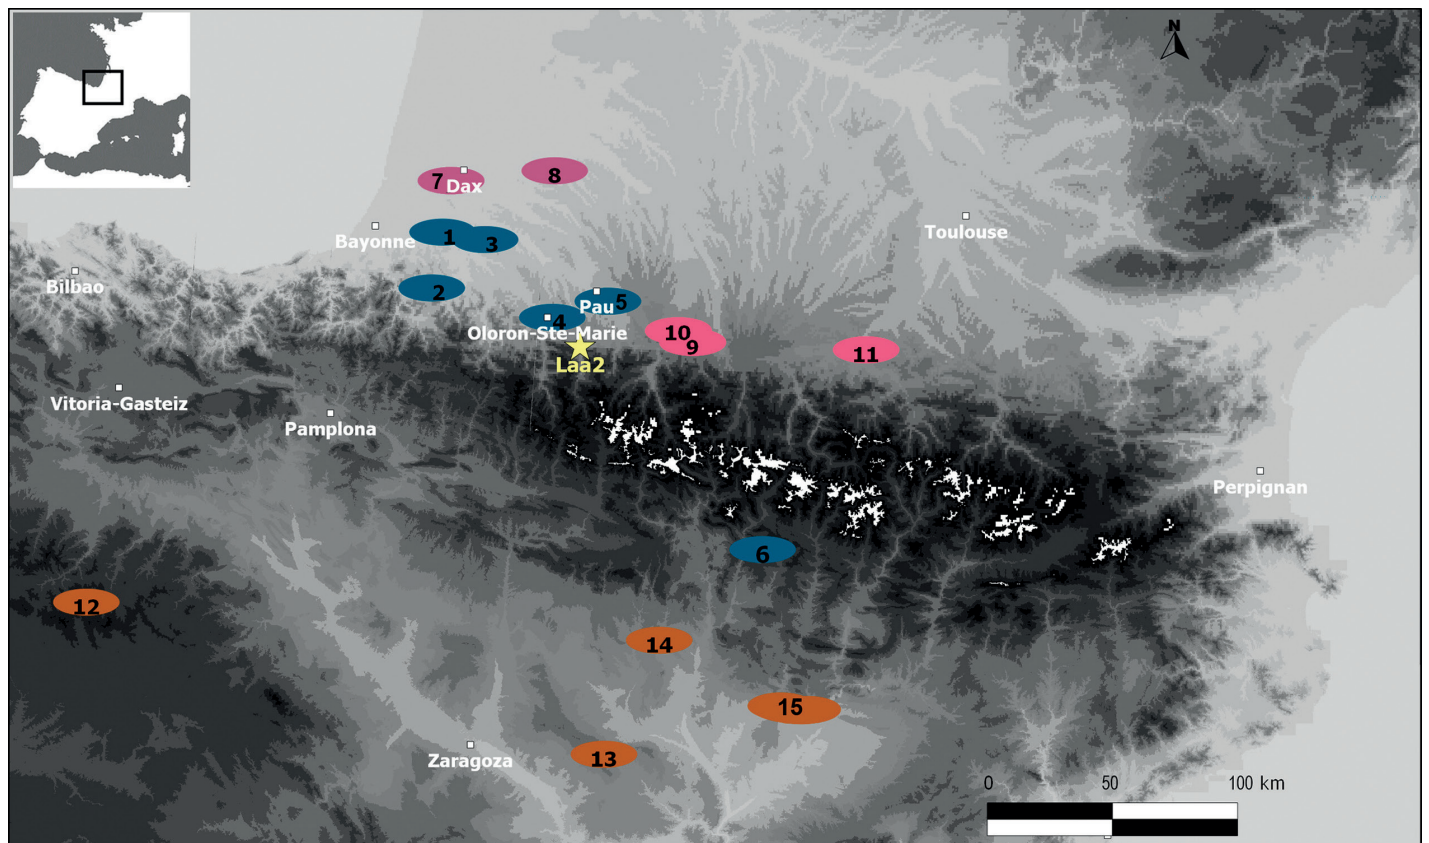 N
8
7
Dax
Toulouse
1
3
Bayonne
Bilbao
2
Pau
5
4
Oloron-Ste-Marie
10
9
11
Laa2
Vitoria-Gasteiz
Pamplona
Perpignan
6
12
14
15
13
Zaragoza
0 50 100 km